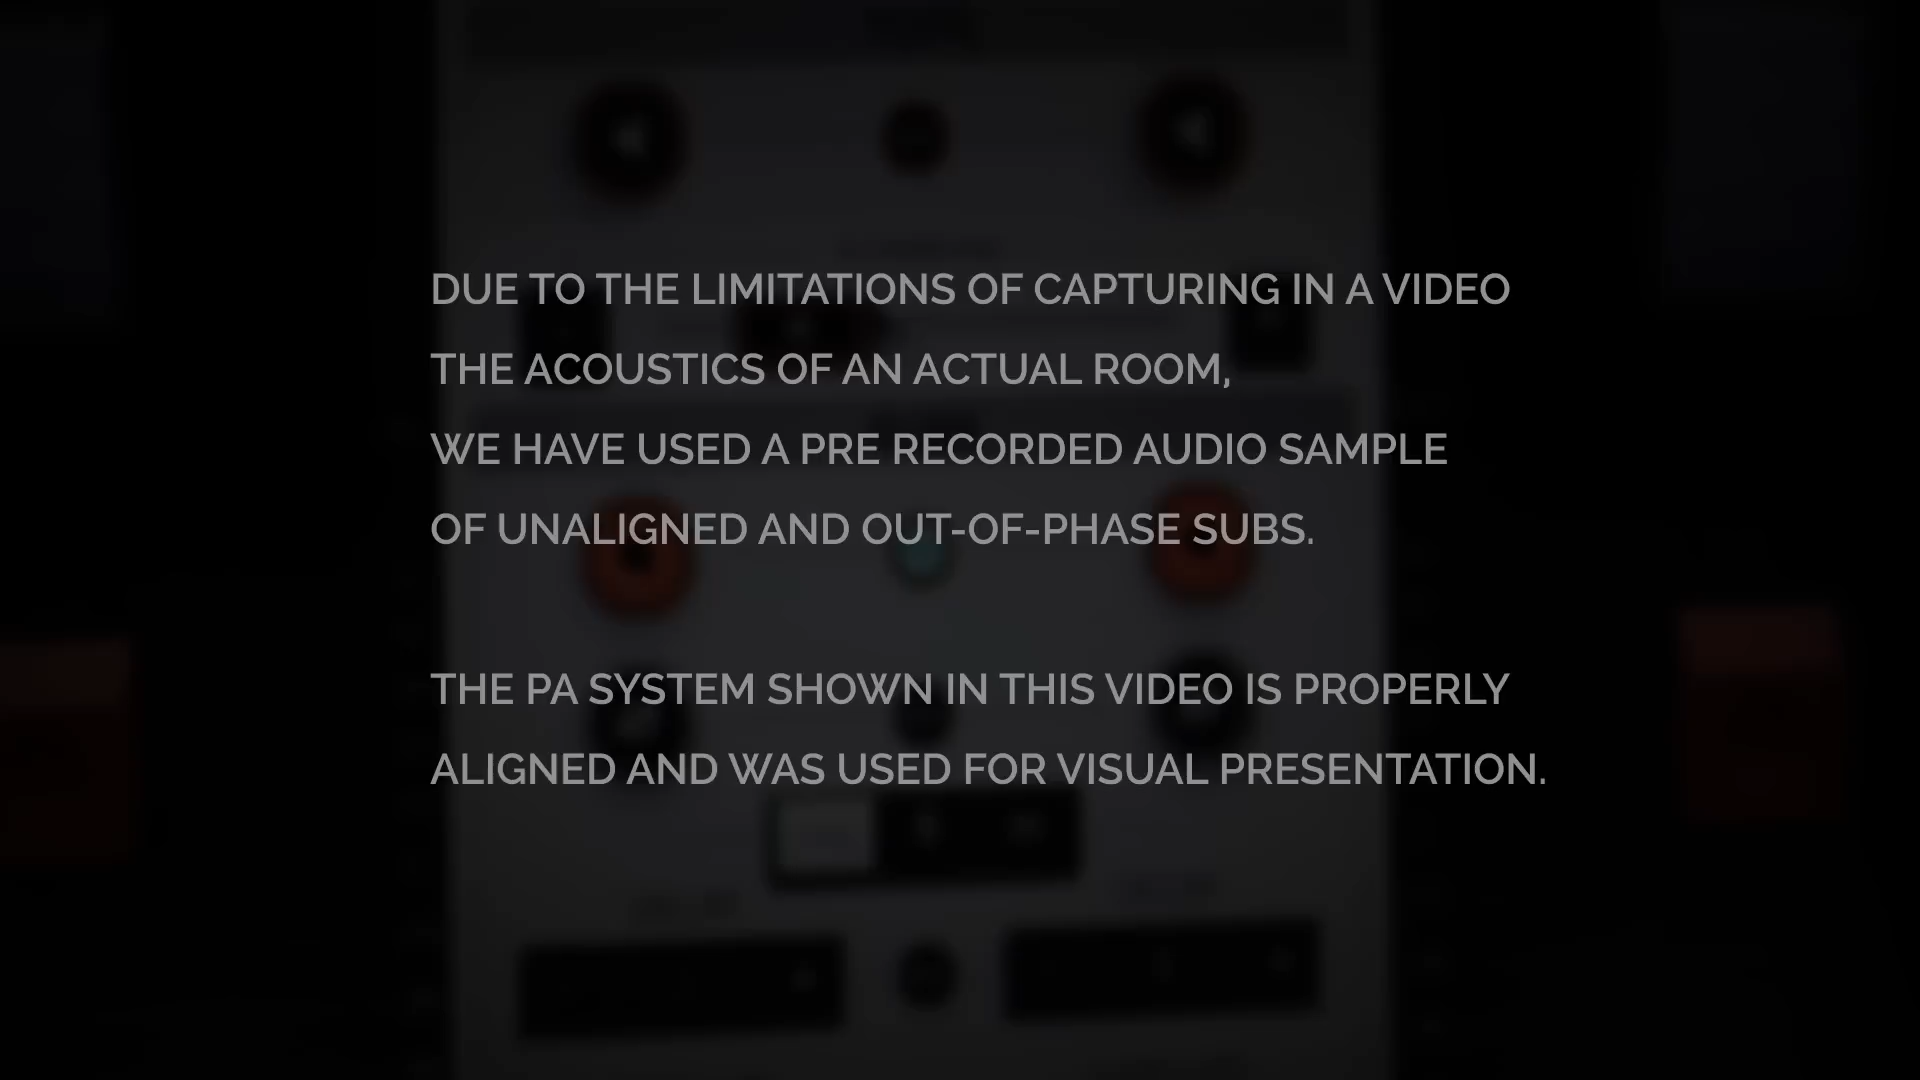 DUE TO THE LIMITATIONS OF CAPTURING IN A VIDEO
THE ACOUSTICS OF AN ACTUAL ROOM,
WE HAVE USED A PRE RECORDED AUDIO SAMPLE
OF UNALIGNED AND OUT-OF-PHASE SUBS.
THE PA SYSTEM SHOWN IN THIS VIDEO IS PROPERLY
ALIGNED AND WAS USED FOR VISUAL PRESENTATION.